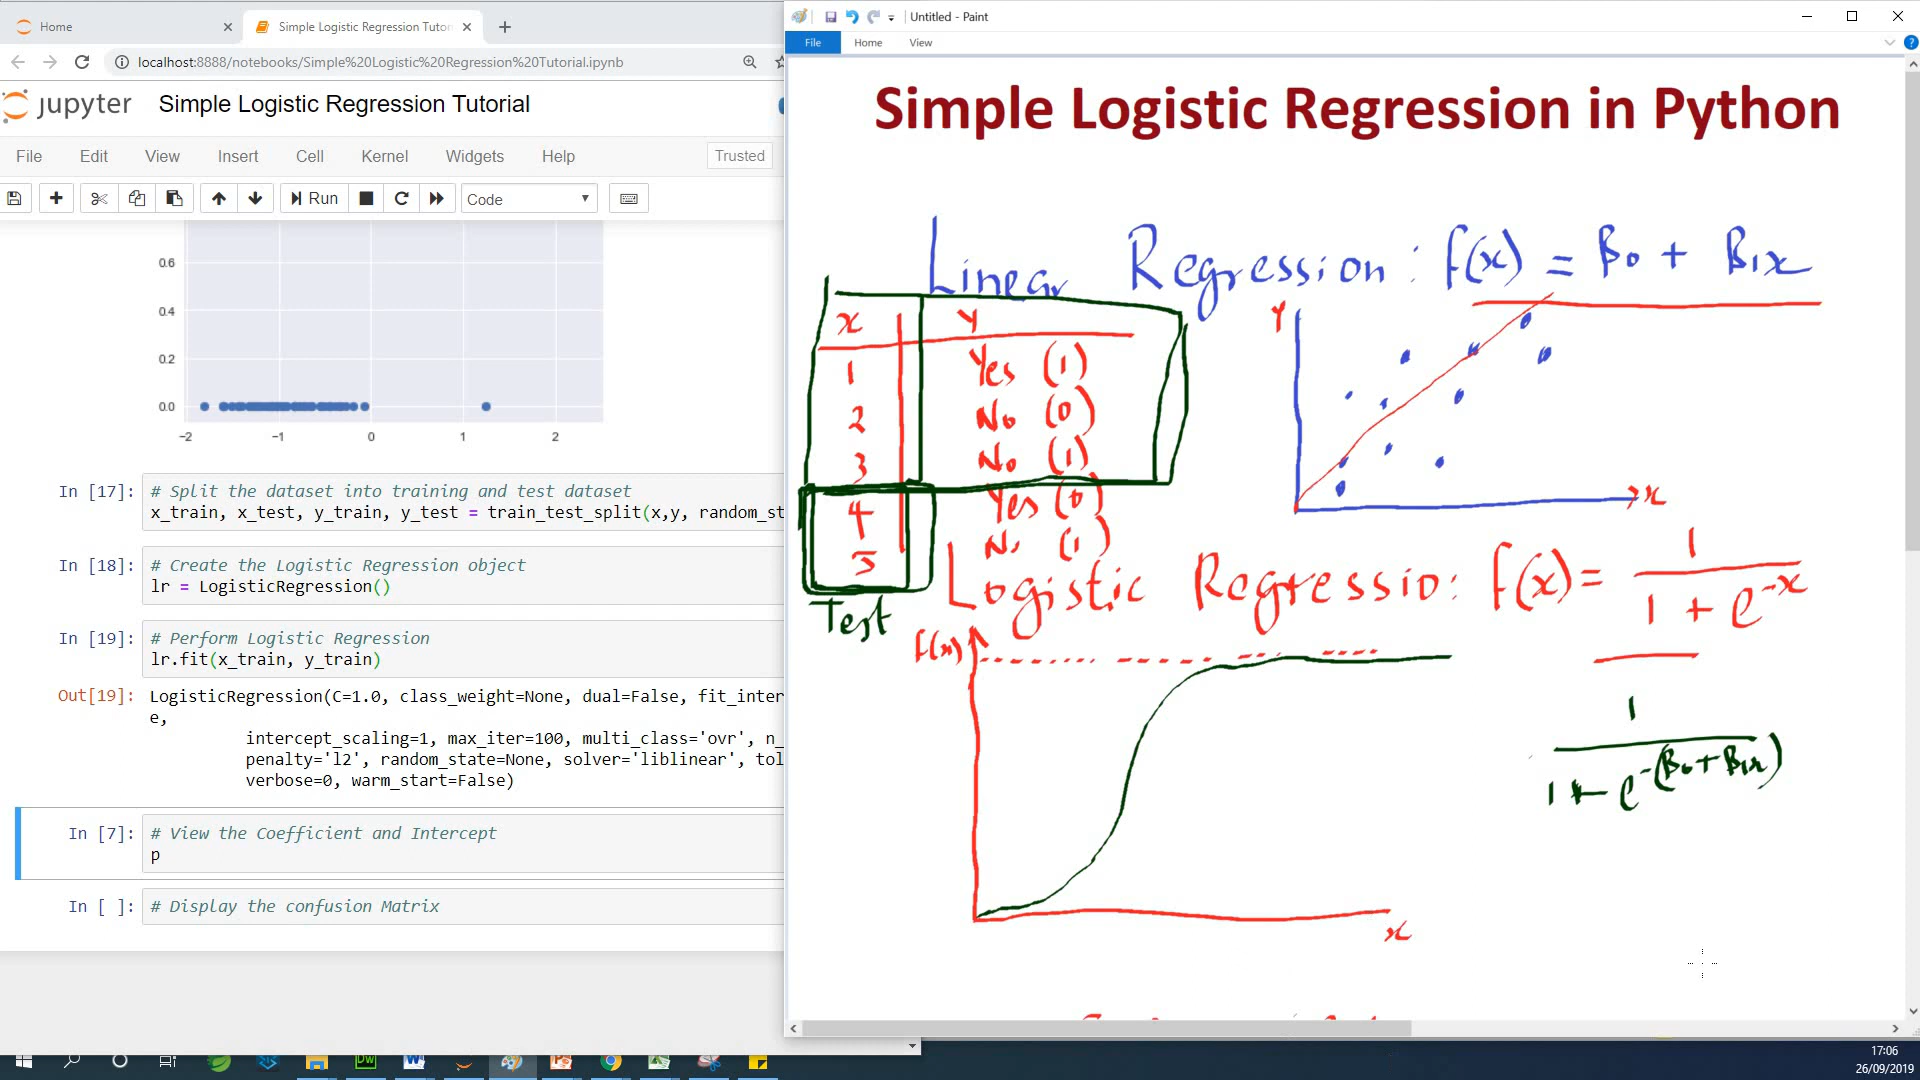 Home
Simple Logistic Regression Tutor
localhost:8888/notebooks/Simple%20Logistic%20Regression%20Tutorial.ipynb
jupyter Simple Logistic Regression Tutorial
File Edit View Insert Cell Kernel Widgets Help
Trusted
Run
Code
0.6
0.4
0.2
0.0
−2 −1 0 1 2
In [17]: # Split the dataset into training and test dataset
x_train, x_test, y_train, y_test = train_test_split(x,y, random_st
In [18]: # Create the Logistic Regression object
lr = LogisticRegression()
In [19]: # Perform Logistic Regression
lr.fit(x_train, y_train)
Out[19]: LogisticRegression(C=1.0, class_weight=None, dual=False, fit_inter
e,
intercept_scaling=1, max_iter=100, multi_class='ovr', n_
penalty='l2', random_state=None, solver='liblinear', tol
verbose=0, warm_start=False)
In [7]: # View the Coefficient and Intercept
p
In [ ]: # Display the confusion Matrix
Untitled - Paint
File Home View
Simple Logistic Regression in Python
Linear Regression: f(x) = B0 + B1x
x Y
1 Yes (1)
2 No (0)
3 No (1)
4 Yes (0)
5 No (1)
Test
Y
x
Logistic Regressio: f(x) = 1
1 + e-x
f(x)
x
1
1 + e-(B0+B1x)
17:06
26/09/2019